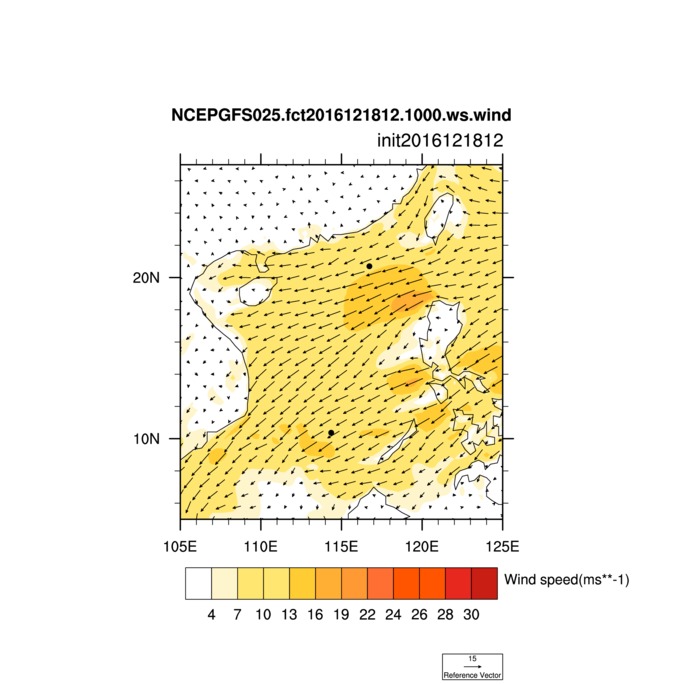 NCEPGFS025.fct2016121812.1000.ws.wind
init2016121812
20N
10N
105E 110E 115E 120E 125E
Wind speed(ms**-1)
4 7 10 13 16 19 22 24 26 28 30
15
Reference Vector